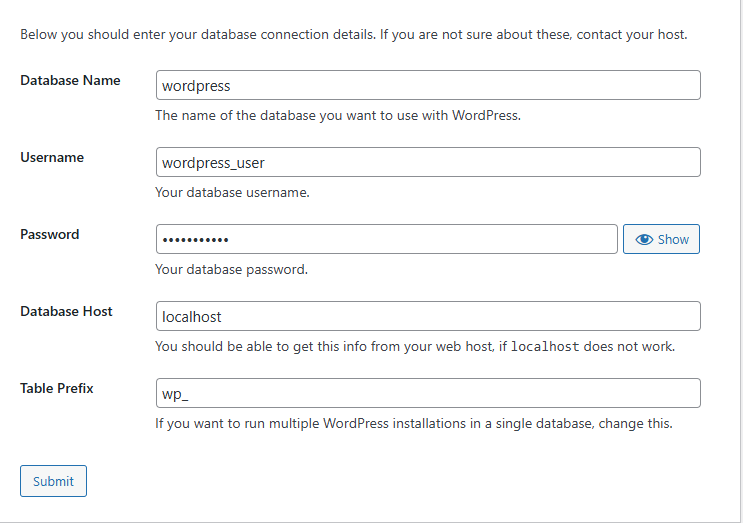 Below you should enter your database connection details. If you are not sure about these, contact your host.
Database Name
wordpress
The name of the database you want to use with WordPress.
Username
wordpress_user
Your database username.
Password
•••••••••••
Show
Your database password.
Database Host
localhost
You should be able to get this info from your web host, if localhost does not work.
Table Prefix
wp_
If you want to run multiple WordPress installations in a single database, change this.
Submit